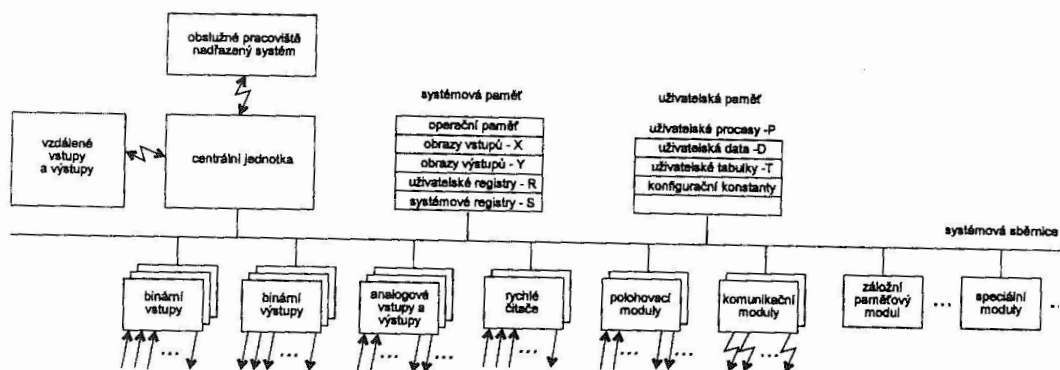 obslužné pracoviště
nadřazený systém
vzdálené
vstupy
a výstupy
centrální jednotka
systémová paměť
operační paměť
obrazy vstupů - X
obrazy výstupů - Y
uživatelské registry - R
systémové registry - S
uživatelská paměť
uživatelské procesy -P
uživatelská data -D
uživatelské tabulky -T
konfigurační konstanty
systémová sběrnice
binární
vstupy
...
binární
výstupy
...
analogové
vstupy a
výstupy
...
rychlé
čítače
...
polohovací
moduly
...
komunikační
moduly
...
záložní
paměťový
modul
...
speciální
moduly
...